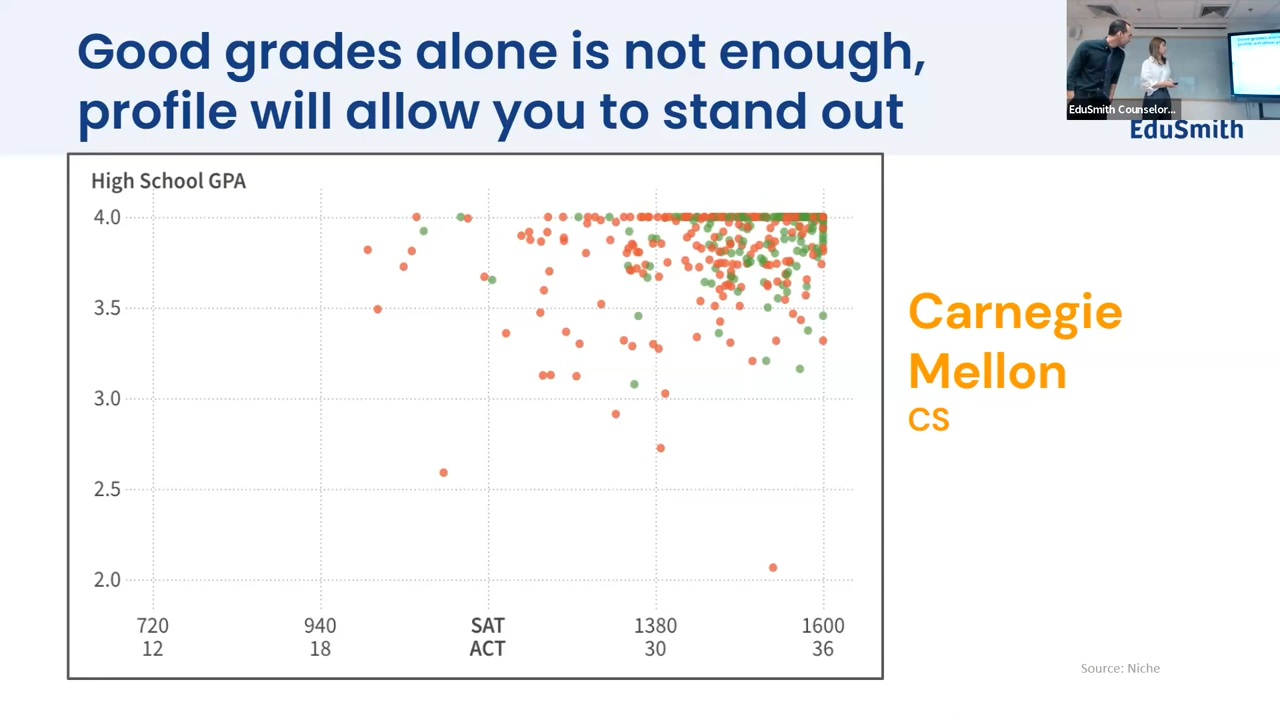 Good grades alone is not enough,
profile will allow you to stand out
EduSmith Counselor...
EduSmith
High School GPA
4.0
3.5
3.0
2.5
2.0
720
940
SAT
1380
1600
12
18
ACT
30
36
Carnegie
Mellon
CS
Source: Niche